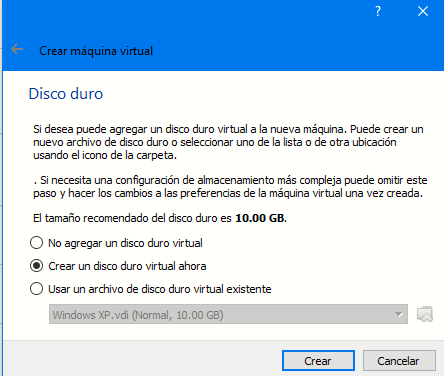 ?
Crear máquina virtual
Disco duro
Si desea puede agregar un disco duro virtual a la nueva máquina. Puede crear un
nuevo archivo de disco duro o seleccionar uno de la lista o de otra ubicación
usando el icono de la carpeta.
. Si necesita una configuración de almacenamiento más compleja puede omitir este
paso y hacer los cambios a las preferencias de la máquina virtual una vez creada.
El tamaño recomendado del disco duro es 10.00 GB.
No agregar un disco duro virtual
Crear un disco duro virtual ahora
Usar un archivo de disco duro virtual existente
Windows XP.vdi (Normal, 10.00 GB)
Crear
Cancelar